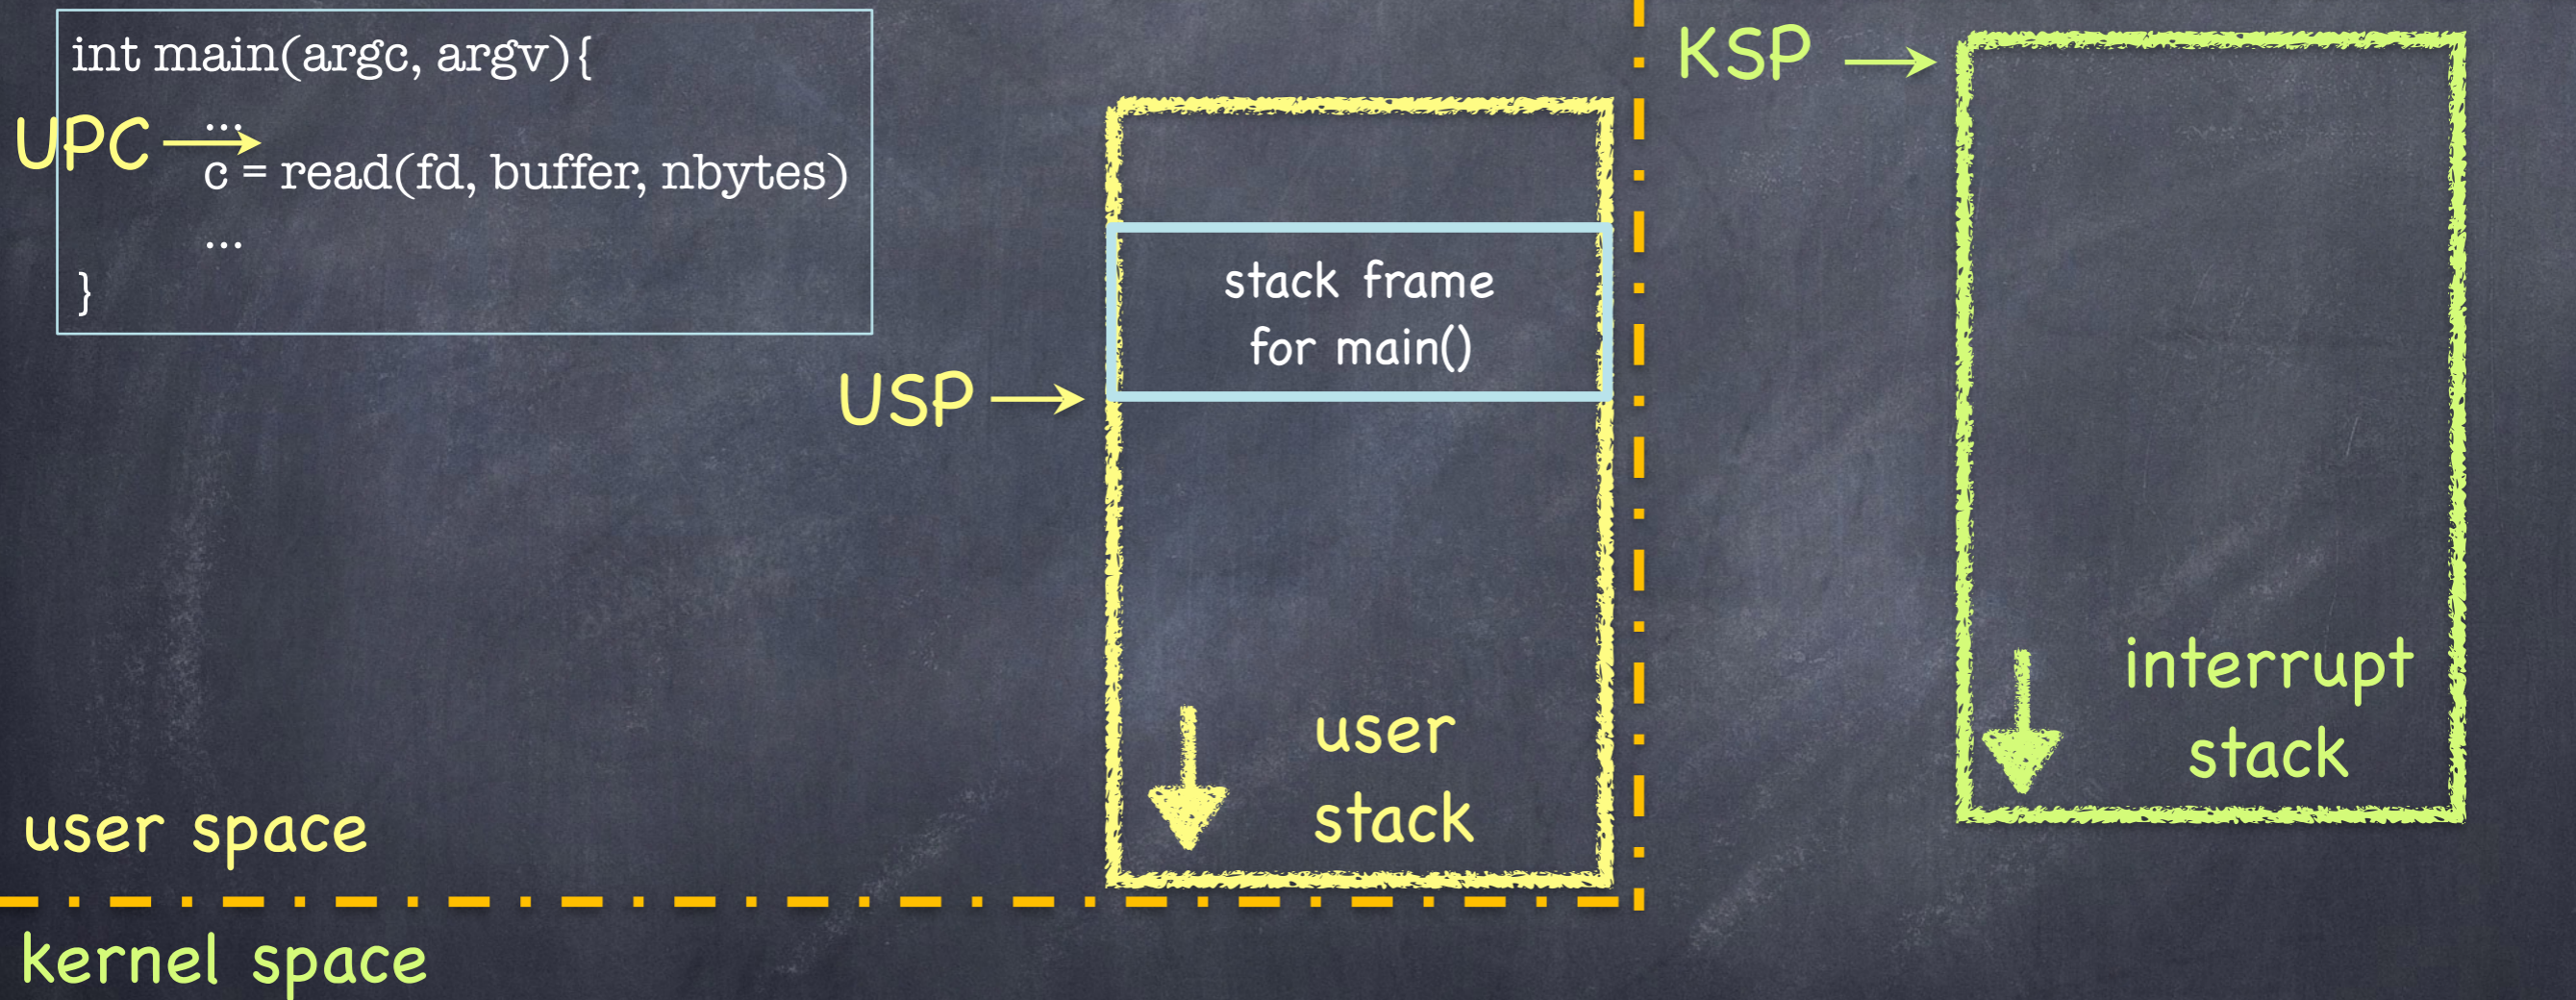 int main(argc, argv){
...
UPC
c = read(fd, buffer, nbytes)
...
}
USP
stack frame
for main()
user
stack
KSP
interrupt
stack
user space
kernel space